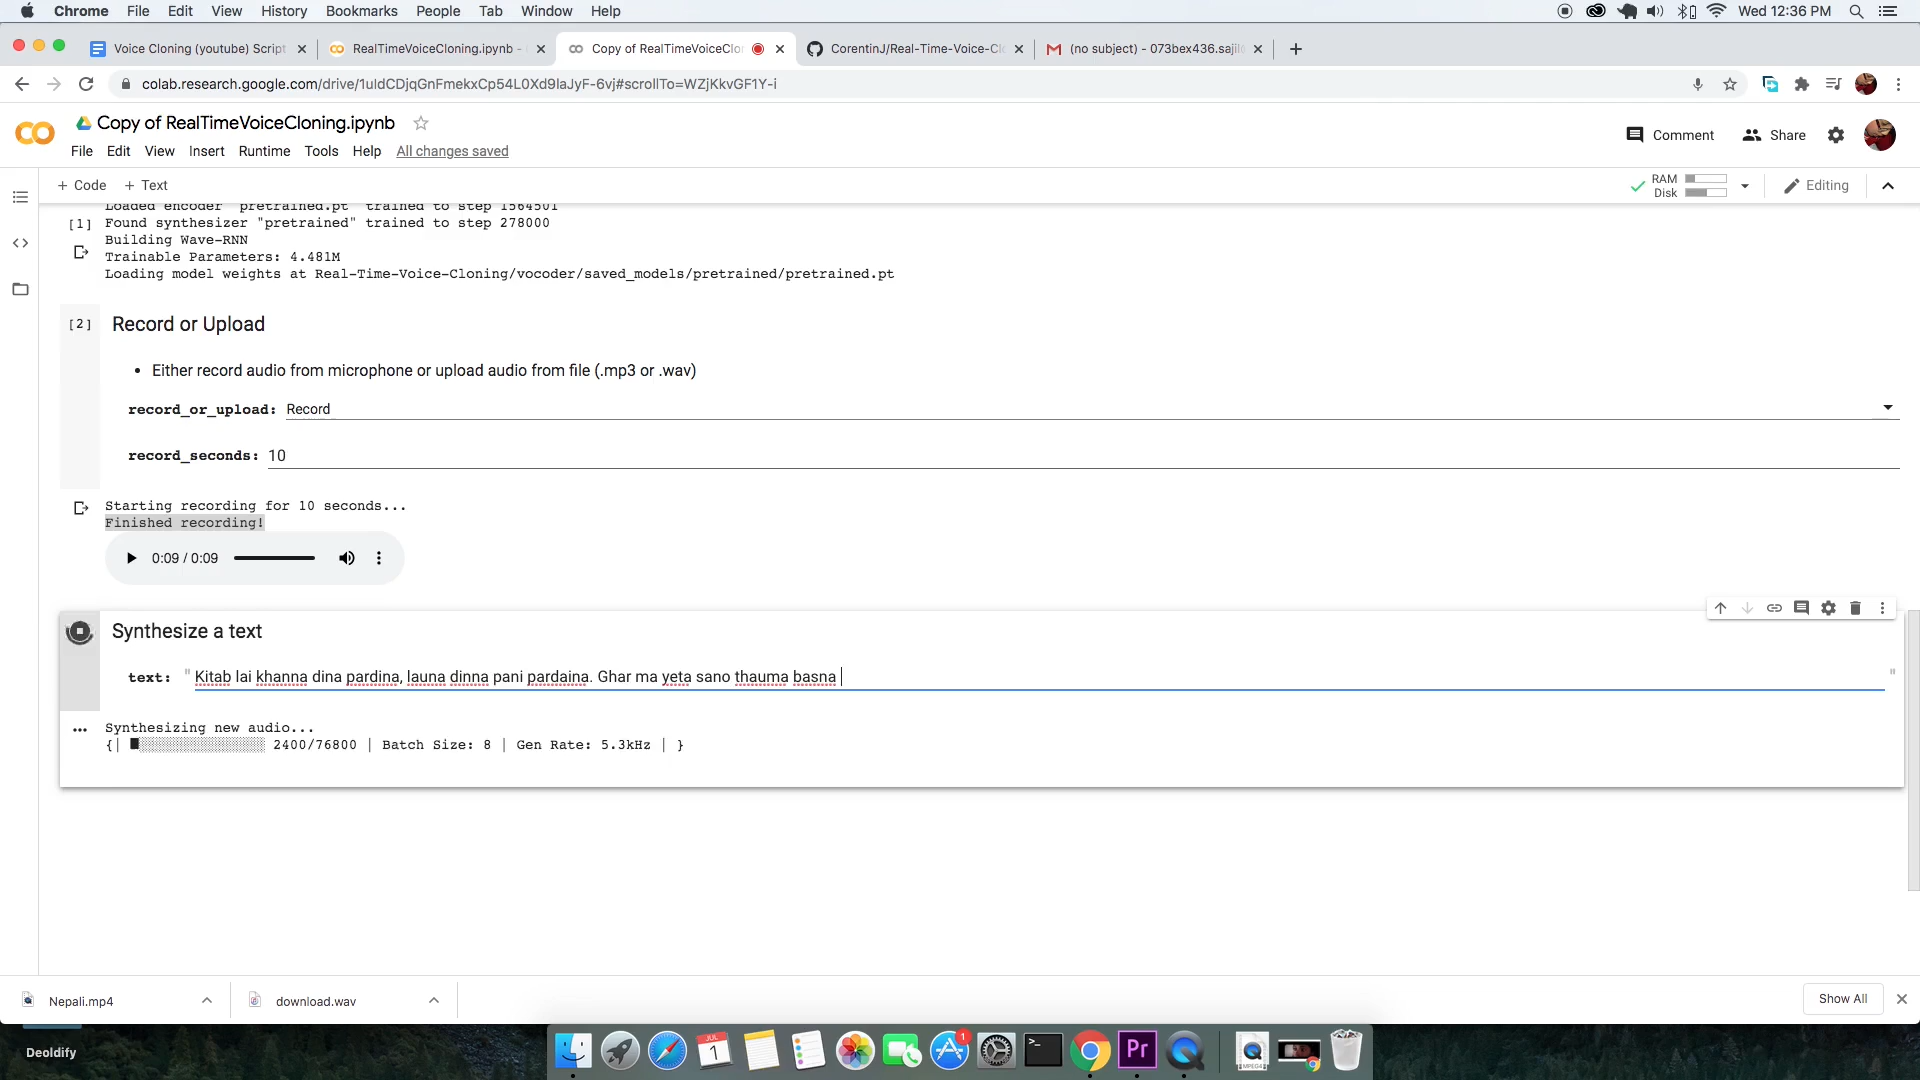 Chrome File Edit View History Bookmarks People Tab Window Help Wed 12:36 PM
Voice Cloning (youtube) Script RealTimeVoiceCloning.ipynb - Copy of RealTimeVoiceClo CorentinJ/Real-Time-Voice-Cl (no subject) - 073bex436.sajil
colab.research.google.com/drive/1uldCDjqGnFmekxCp54L0Xd9laJyF-6vj#scrollTo=WZjKkvGF1Y-i
Copy of RealTimeVoiceCloning.ipynb
Comment Share
File Edit View Insert Runtime Tools Help All changes saved
+ Code + Text RAM Disk Editing
Loaded encoder "pretrained.pt" trained to step 1564501
[1] Found synthesizer "pretrained" trained to step 278000
Building Wave-RNN
Trainable Parameters: 4.481M
Loading model weights at Real-Time-Voice-Cloning/vocoder/saved_models/pretrained/pretrained.pt
[2] Record or Upload
• Either record audio from microphone or upload audio from file (.mp3 or .wav)
record_or_upload: Record
record_seconds: 10
Starting recording for 10 seconds...
Finished recording!
0:09 / 0:09
Synthesize a text
text: " Kitab lai khanna dina pardina, launa dinna pani pardaina. Ghar ma yeta sano thauma basna "
Synthesizing new audio...
{| █░░░░░░░░░░░░░░░ 2400/76800 | Batch Size: 8 | Gen Rate: 5.3kHz | }
Nepali.mp4 download.wav Show All
Deoldify
JUL 1
1
Pr
MPEG4